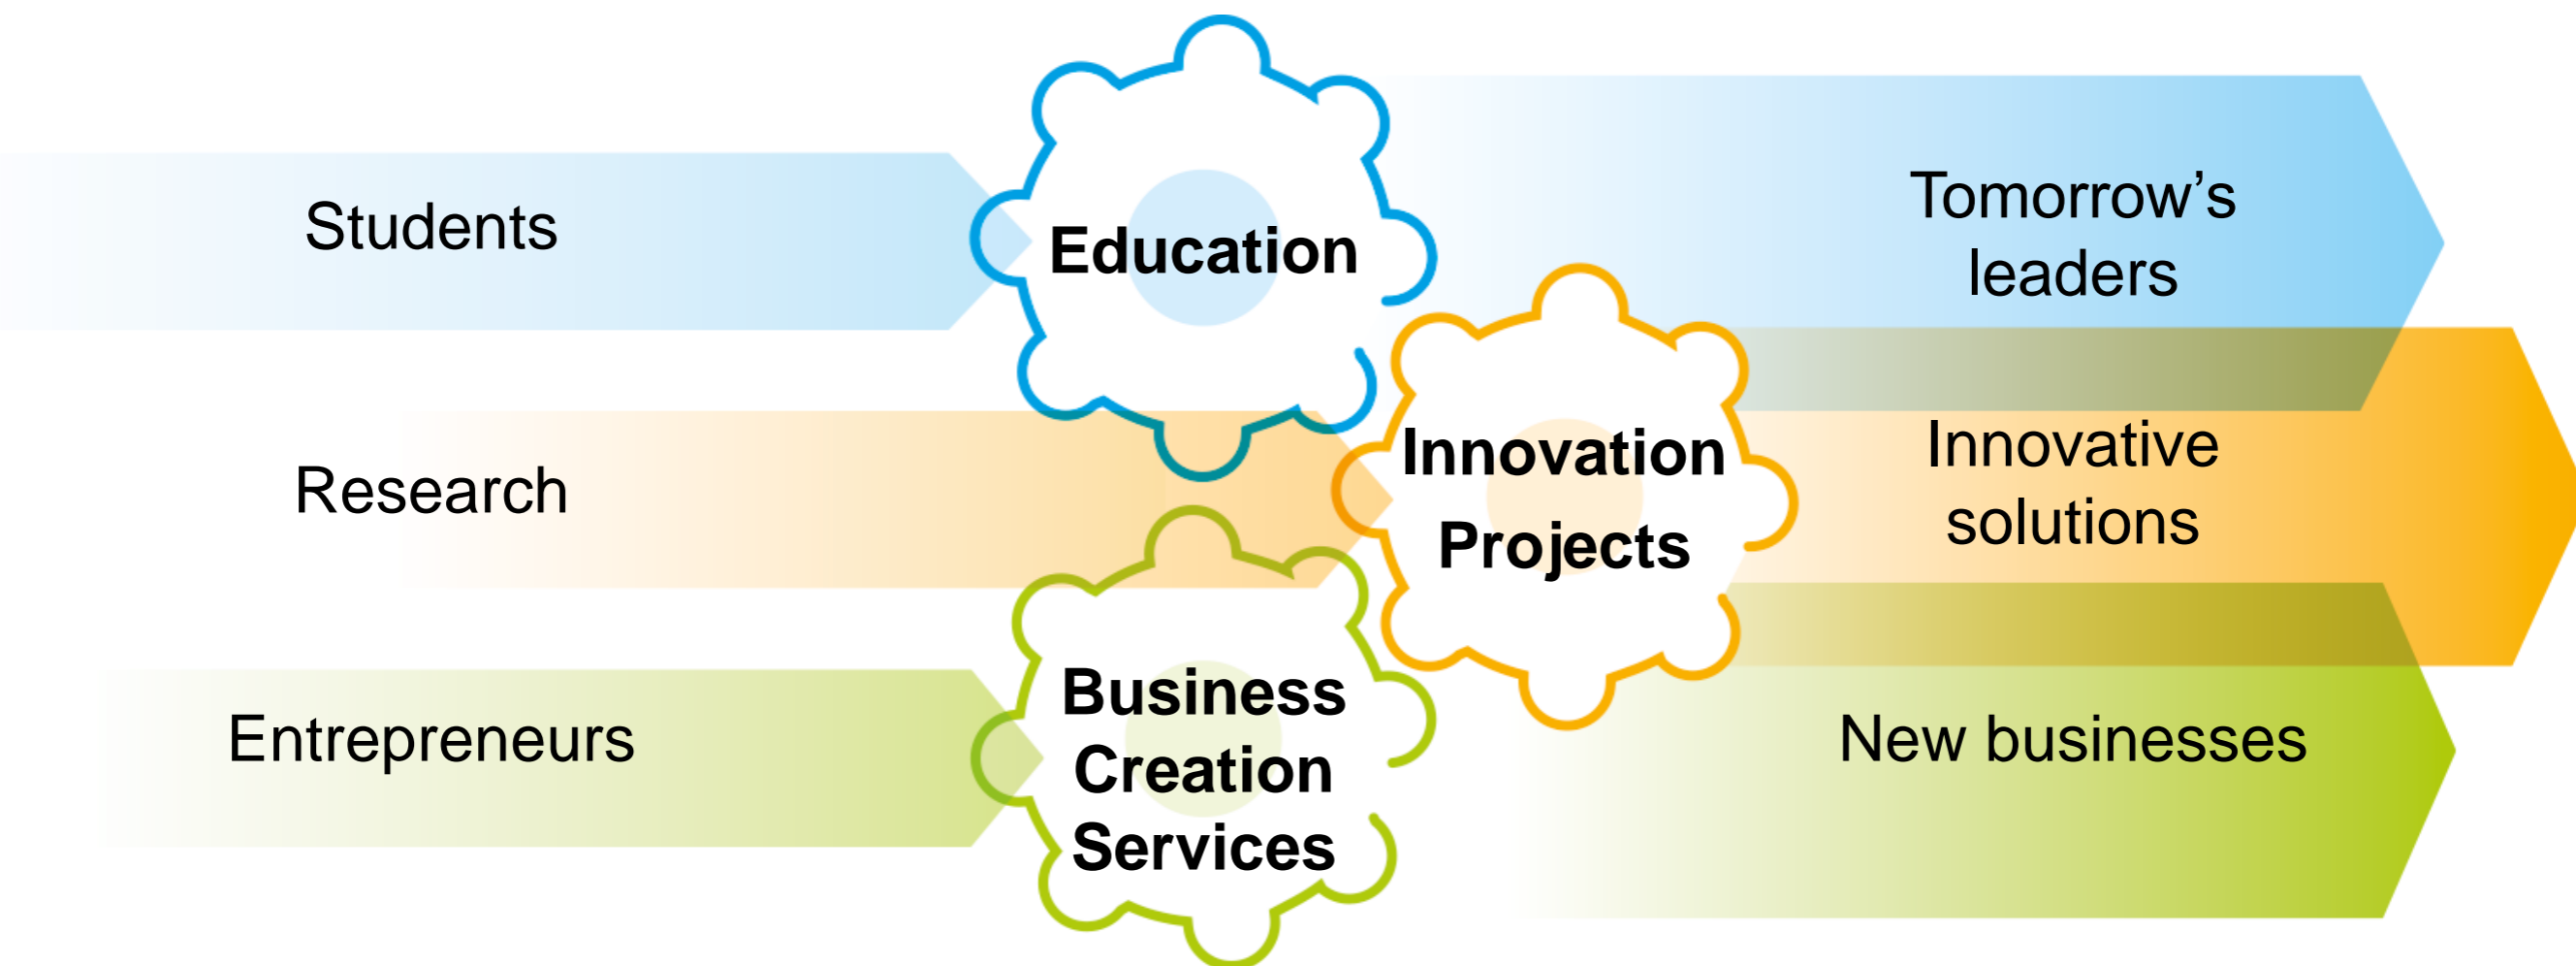 Students
Education
Tomorrow’s
leaders
Research
Innovation
Projects
Innovative
solutions
Entrepreneurs
Business
Creation
Services
New businesses